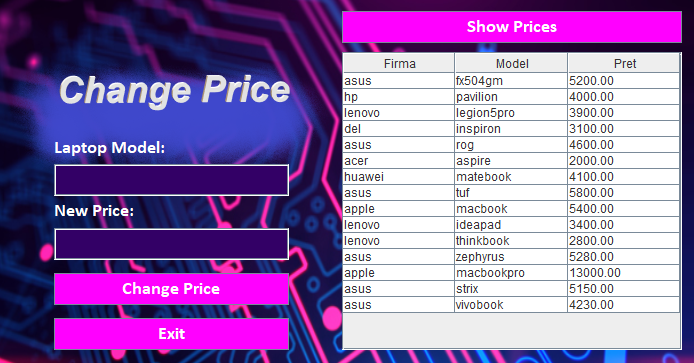 Change Price
Laptop Model:
New Price:
Change Price
Exit
Show Prices
Firma Model Pret
asus fx504gm 5200.00
hp pavilion 4000.00
lenovo legion5pro 3900.00
del inspiron 3100.00
asus rog 4600.00
acer aspire 2000.00
huawei matebook 4100.00
asus tuf 5800.00
apple macbook 5400.00
lenovo ideapad 3400.00
lenovo thinkbook 2800.00
asus zephyrus 5280.00
apple macbookpro 13000.00
asus strix 5150.00
asus vivobook 4230.00